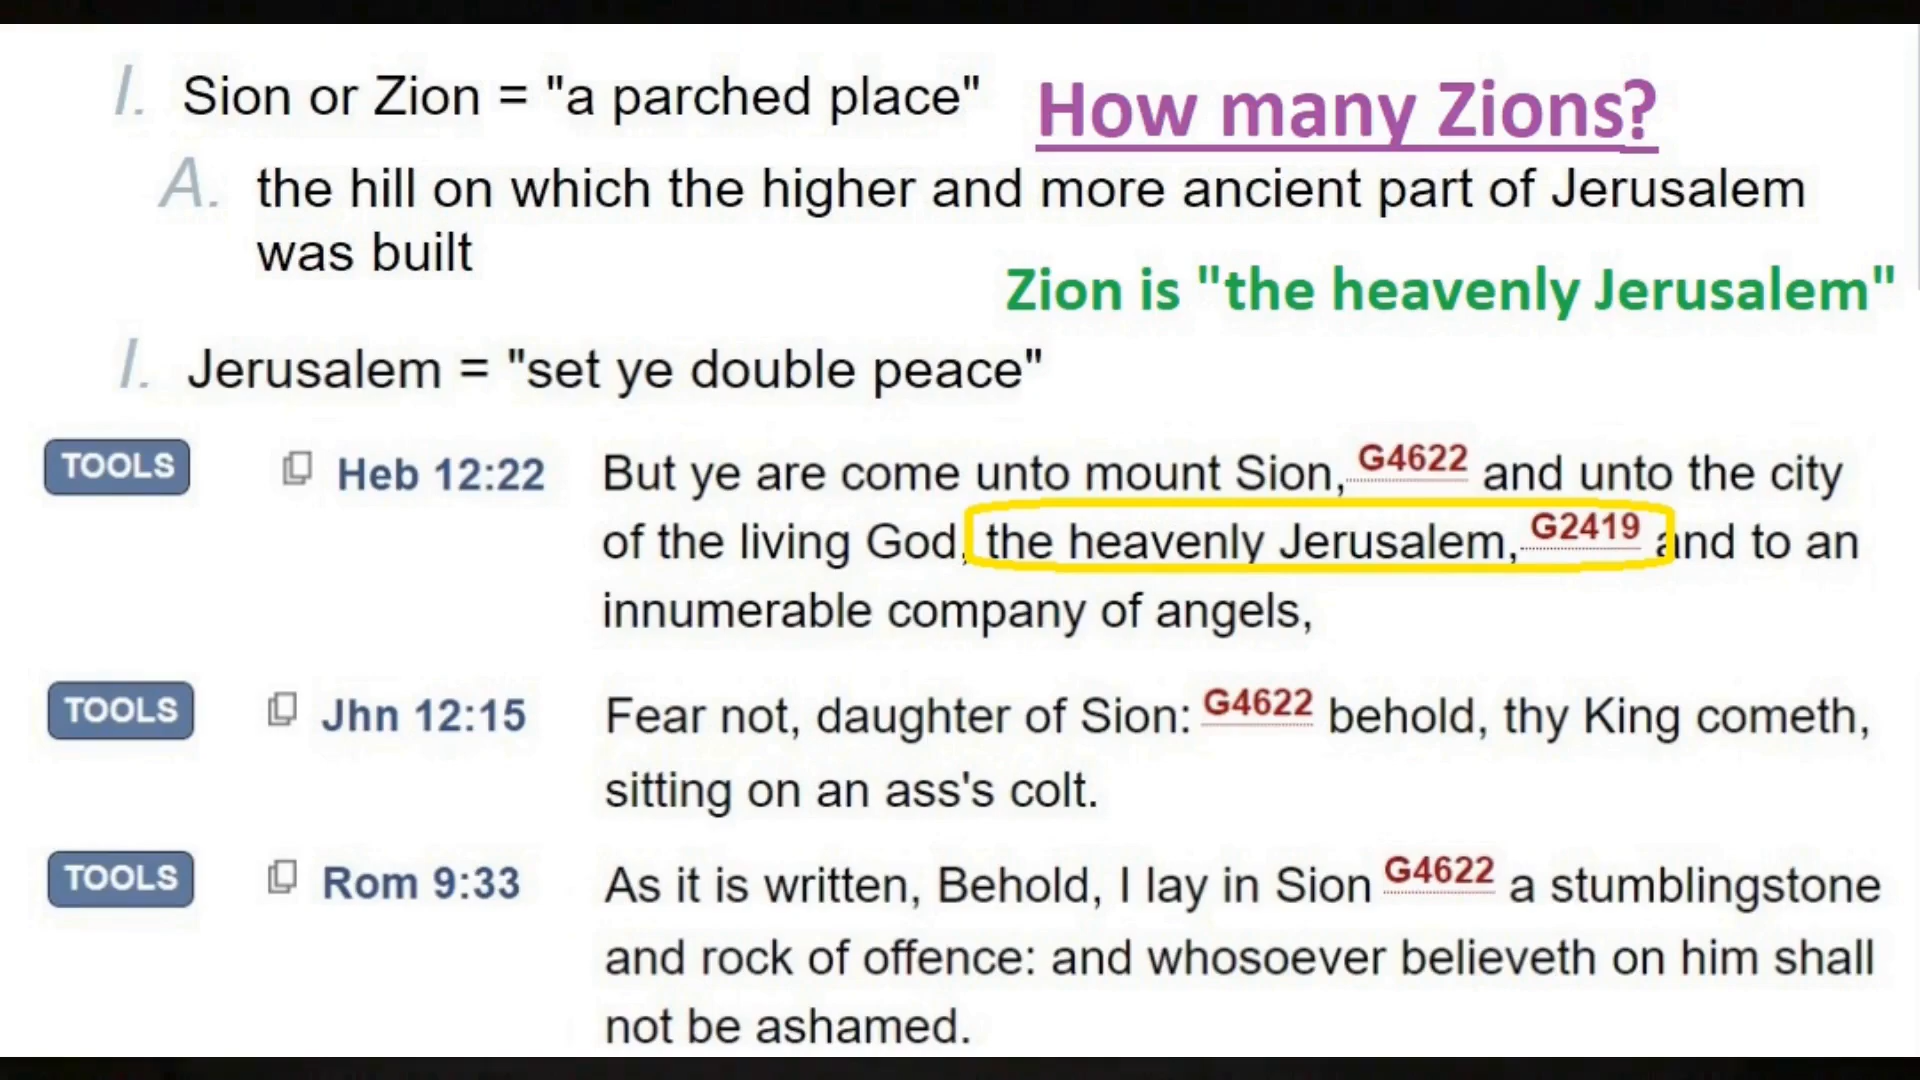 I. Sion or Zion = "a parched place"
How many Zions?
A. the hill on which the higher and more ancient part of Jerusalem
was built
Zion is "the heavenly Jerusalem"
I. Jerusalem = "set ye double peace"
TOOLS Heb 12:22 But ye are come unto mount Sion, G4622 and unto the city
of the living God, the heavenly Jerusalem, G2419 and to an
innumerable company of angels,
TOOLS Jhn 12:15 Fear not, daughter of Sion: G4622 behold, thy King cometh,
sitting on an ass's colt.
TOOLS Rom 9:33 As it is written, Behold, I lay in Sion G4622 a stumblingstone
and rock of offence: and whosoever believeth on him shall
not be ashamed.